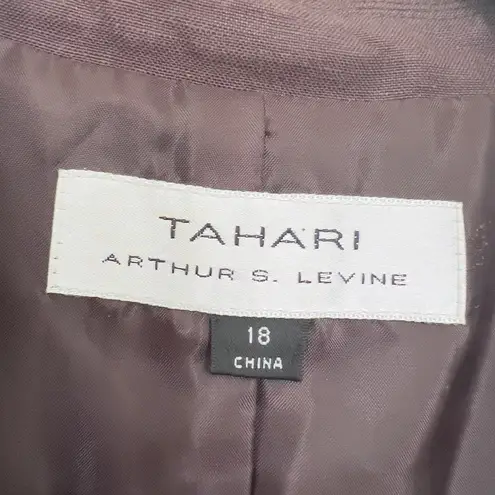 TAHARI
ARTHUR S. LEVINE
18
CHINA